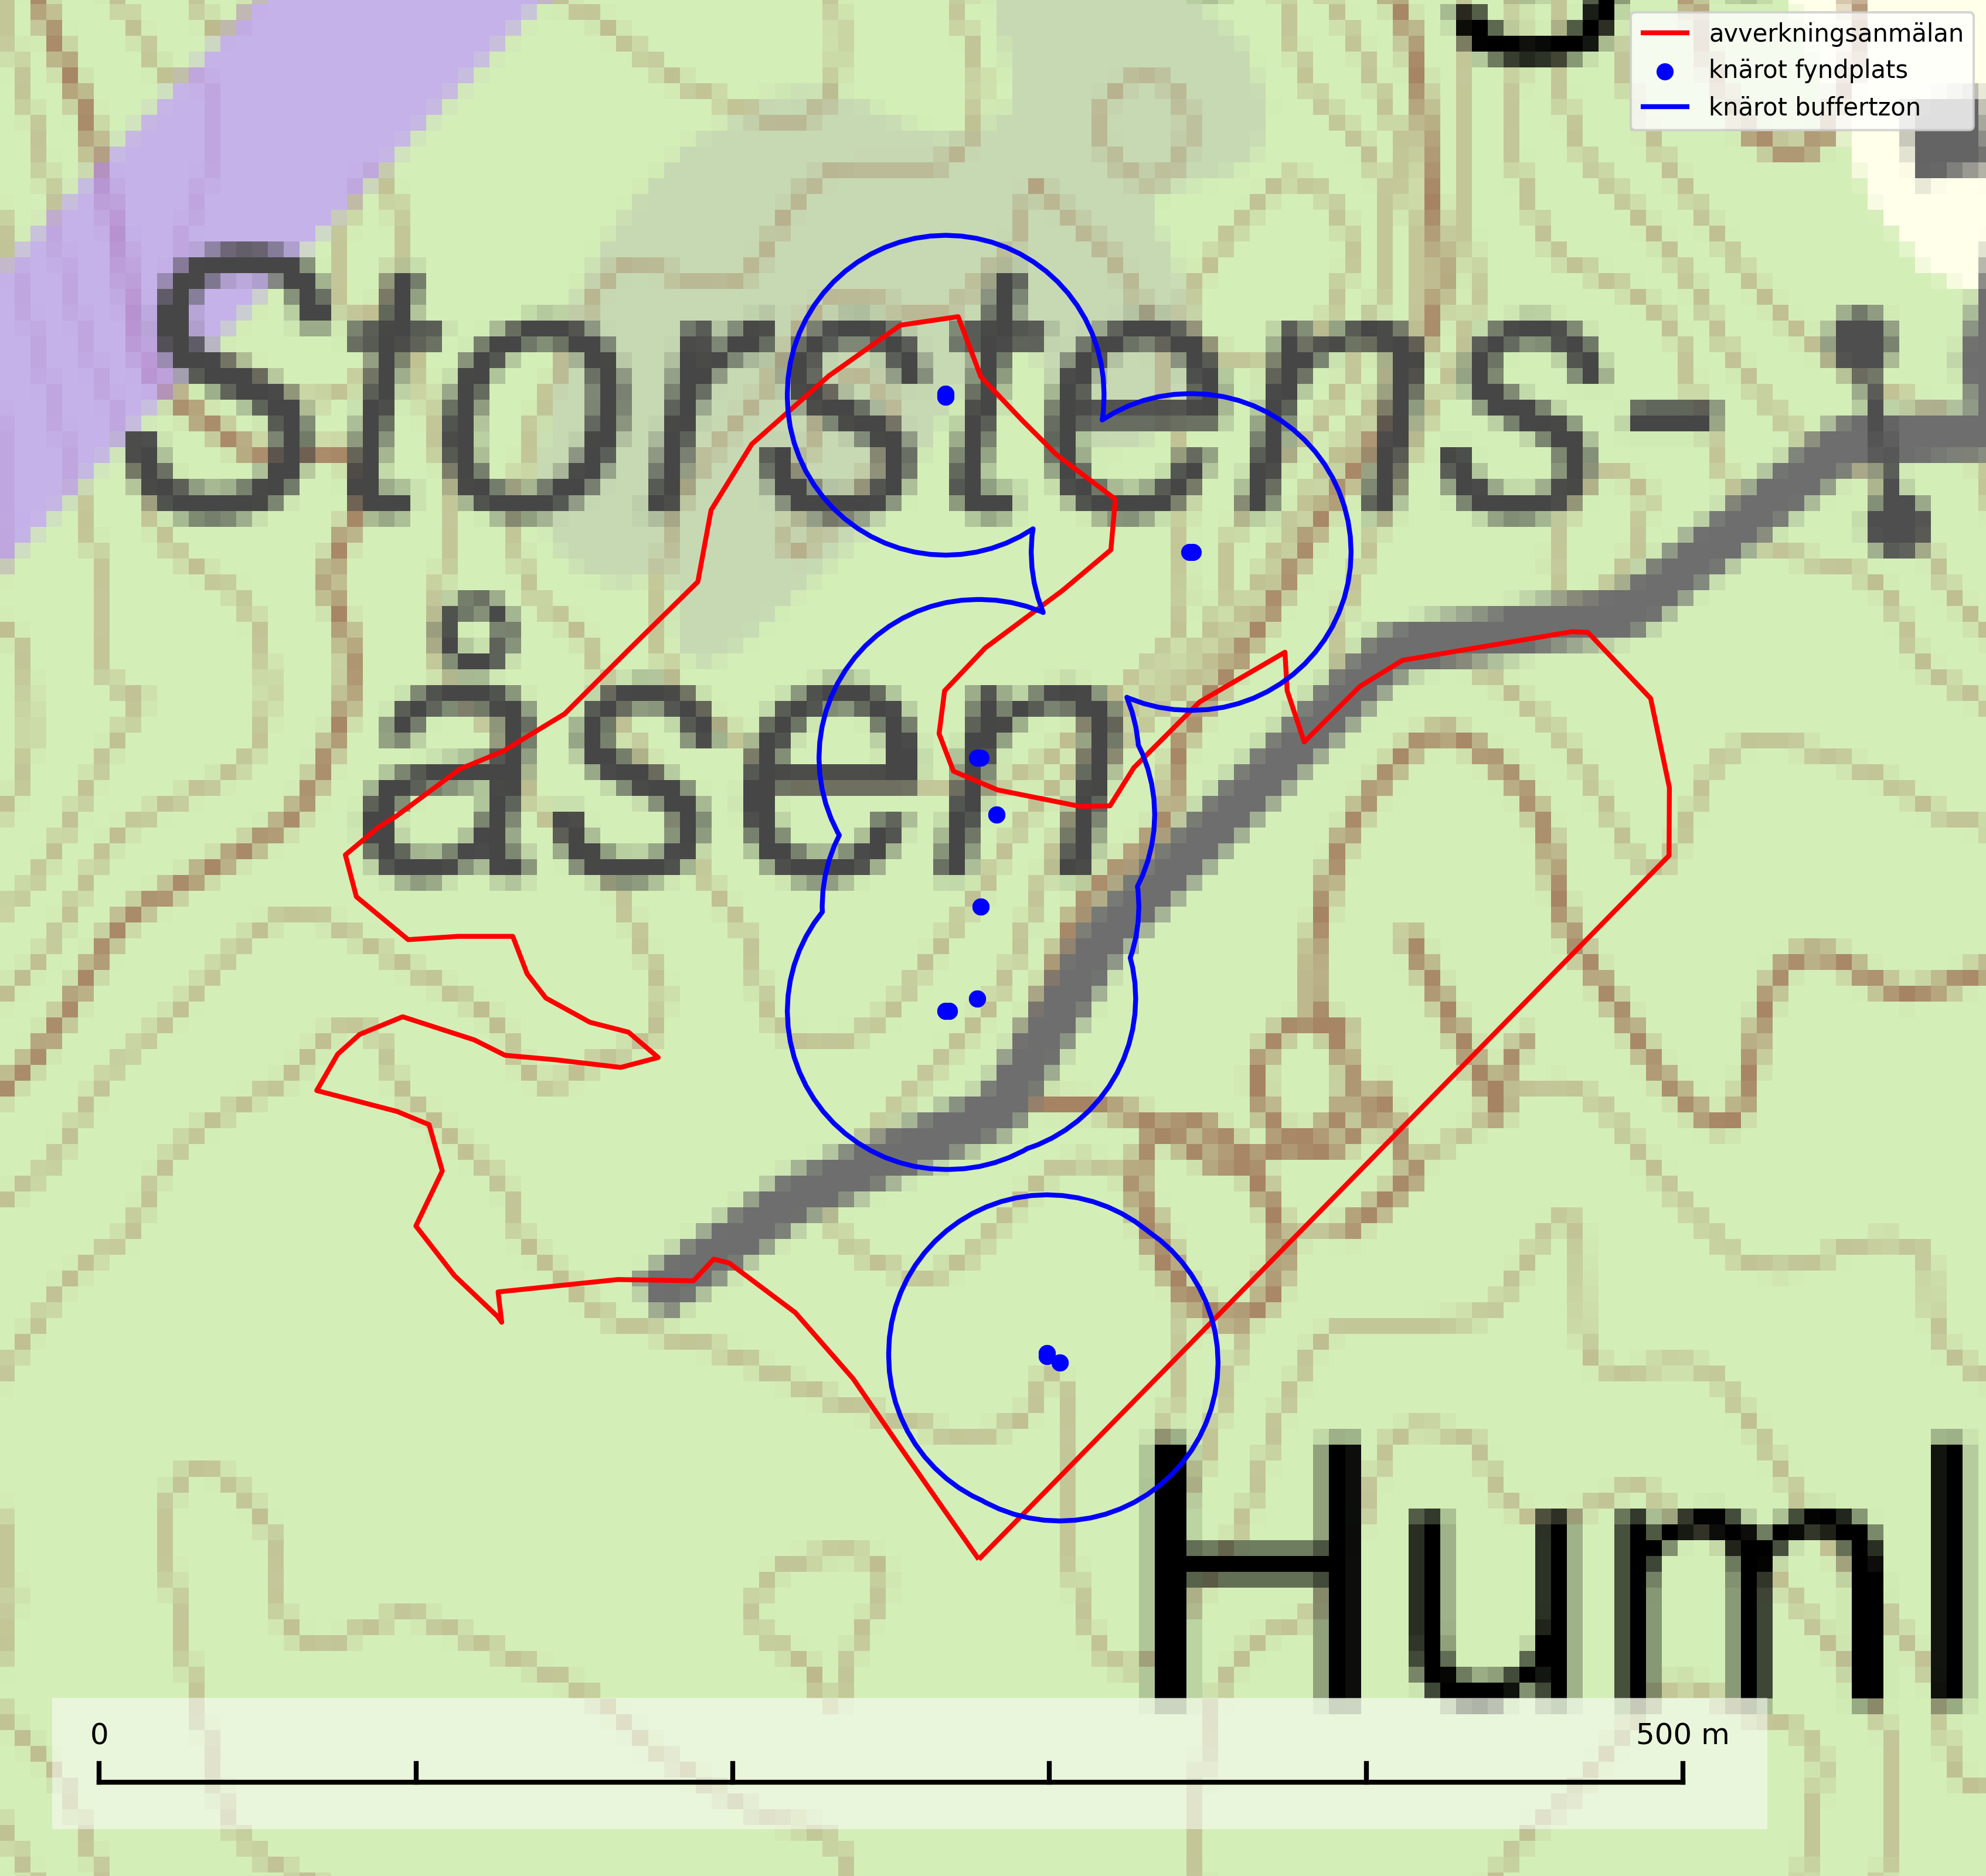 avverkningsanmälan
knärot fyndplats
knärot buffertzon
Storstens-
åsen
Huml
0
500 m